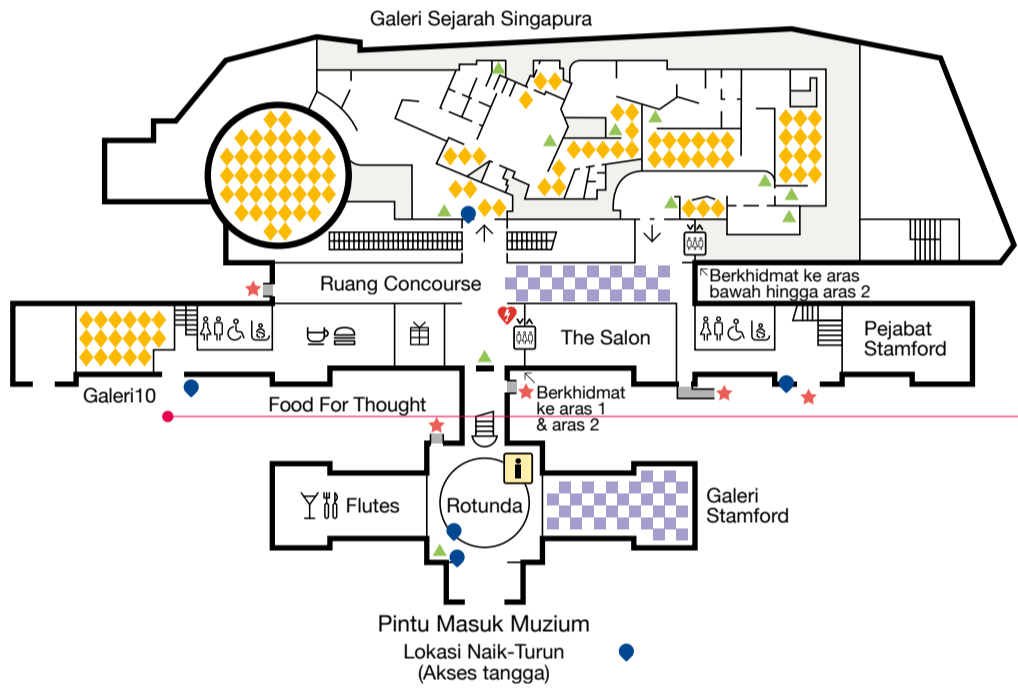 Galeri Sejarah Singapura
Ruang Concourse
Berkhidmat ke aras
bawah hingga aras 2
The Salon
Pejabat
Stamford
Galeri10
Food For Thought
Berkhidmat
ke aras 1
& aras 2
i
Flutes
Rotunda
Galeri
Stamford
Pintu Masuk Muzium
Lokasi Naik-Turun
(Akses tangga)